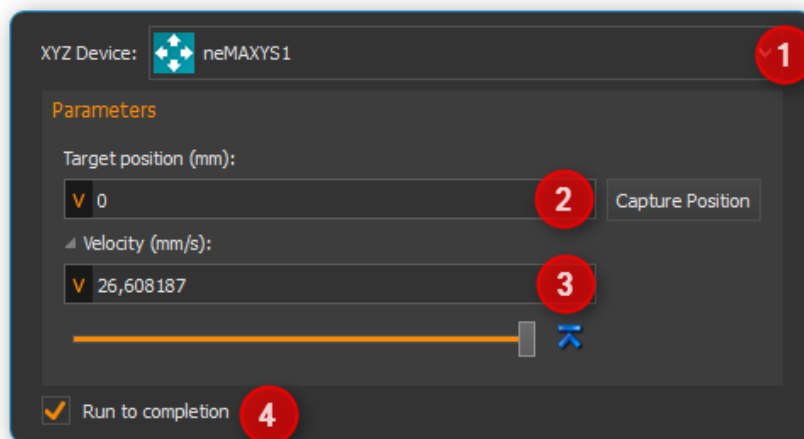 XYZ Device: neMAXYS1 1
Parameters
Target position (mm):
V 0 2 Capture Position
Velocity (mm/s):
V 26,608187 3
Run to completion 4